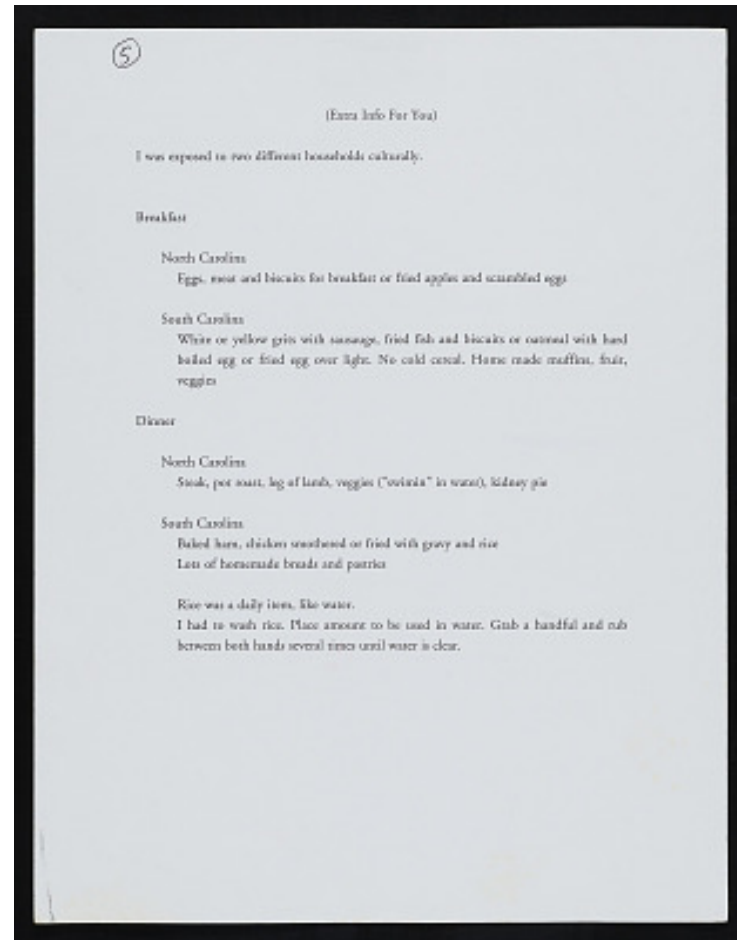 5
(Extra Info For You)
I was exposed to two different households culturally.
Breakfast
North Carolina
Eggs, meat and biscuits for breakfast or fried apples and scrambled eggs
South Carolina
White or yellow grits with sausauge, fried fish and biscuits or oatmeal with hard
boiled egg or fried egg over light. No cold cereal. Home made muffins, fruit,
veggies
Dinner
North Carolina
Steak, pot roast, leg of lamb, veggies ("swimin" in water), kidney pie
South Carolina
Baked ham, chicken smothered or fried with gravy and rice
Lots of homemade breads and pastries
Rice was a daily item, like water.
I had to wash rice. Place amount to be used in water. Grab a handful and rub
between both hands several times until water is clear.